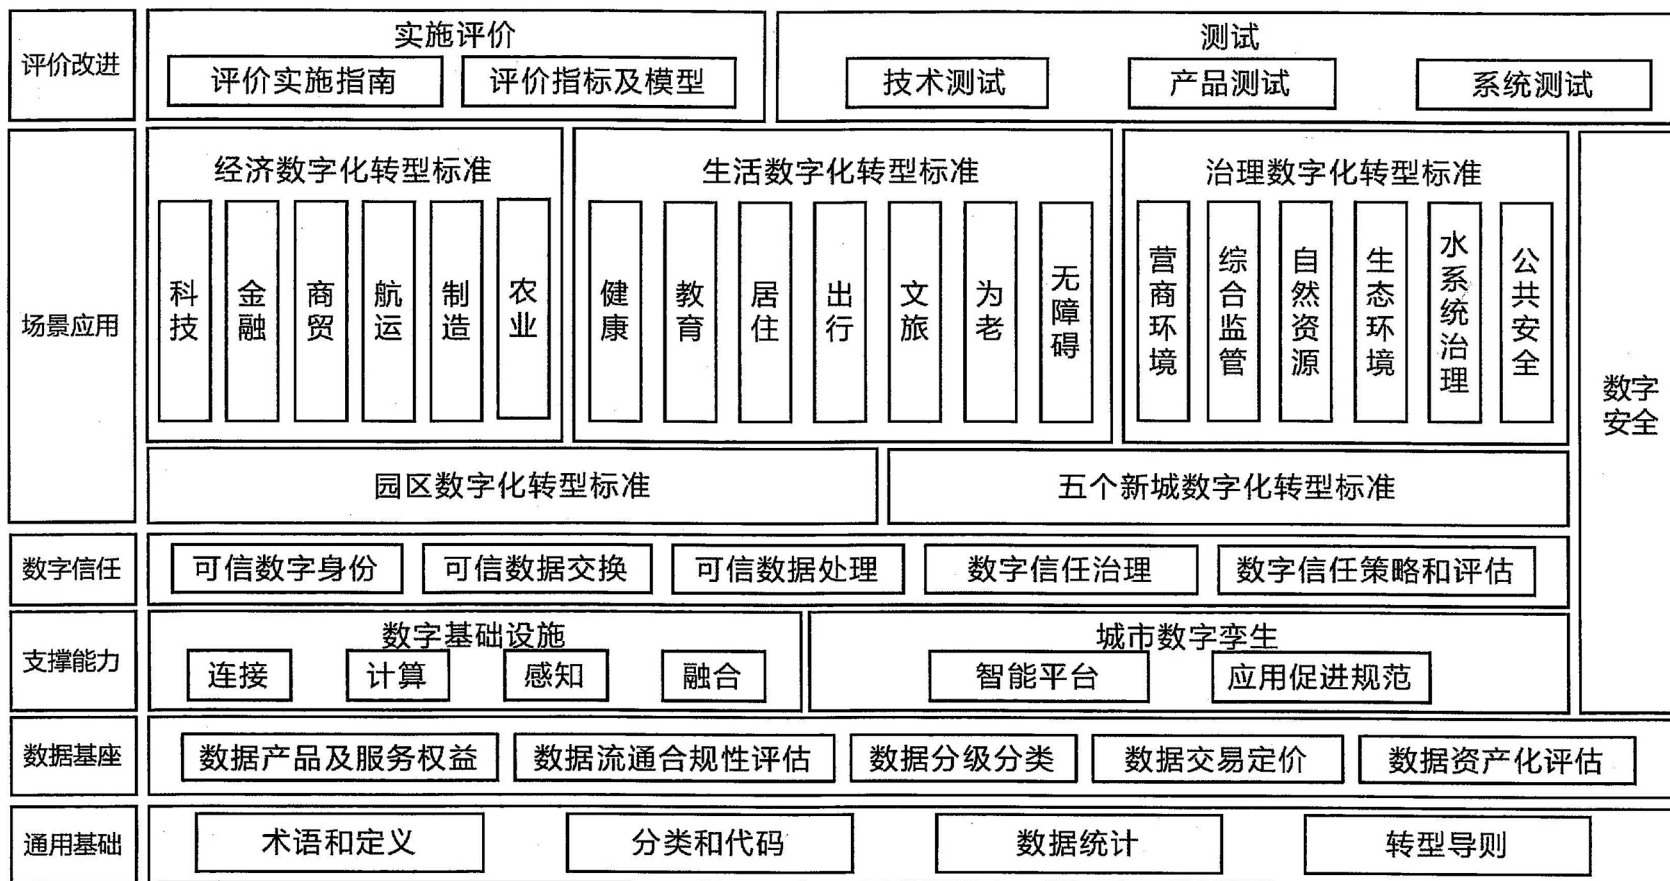 评价改进
实施评价
评价实施指南
评价指标及模型
测试
技术测试
产品测试
系统测试
场景应用
经济数字化转型标准
科技
金融
商贸
航运
制造
农业
生活数字化转型标准
健康
教育
居住
出行
文旅
为老
无障碍
治理数字化转型标准
营商环境
综合监管
自然资源
生态环境
水系统治理
公共安全
数字
安全
园区数字化转型标准
五个新城数字化转型标准
数字信任
可信数字身份
可信数据交换
可信数据处理
数字信任治理
数字信任策略和评估
支撑能力
数字基础设施
连接
计算
感知
融合
城市数字孪生
智能平台
应用促进规范
数据基座
数据产品及服务权益
数据流通合规性评估
数据分级分类
数据交易定价
数据资产化评估
通用基础
术语和定义
分类和代码
数据统计
转型导则